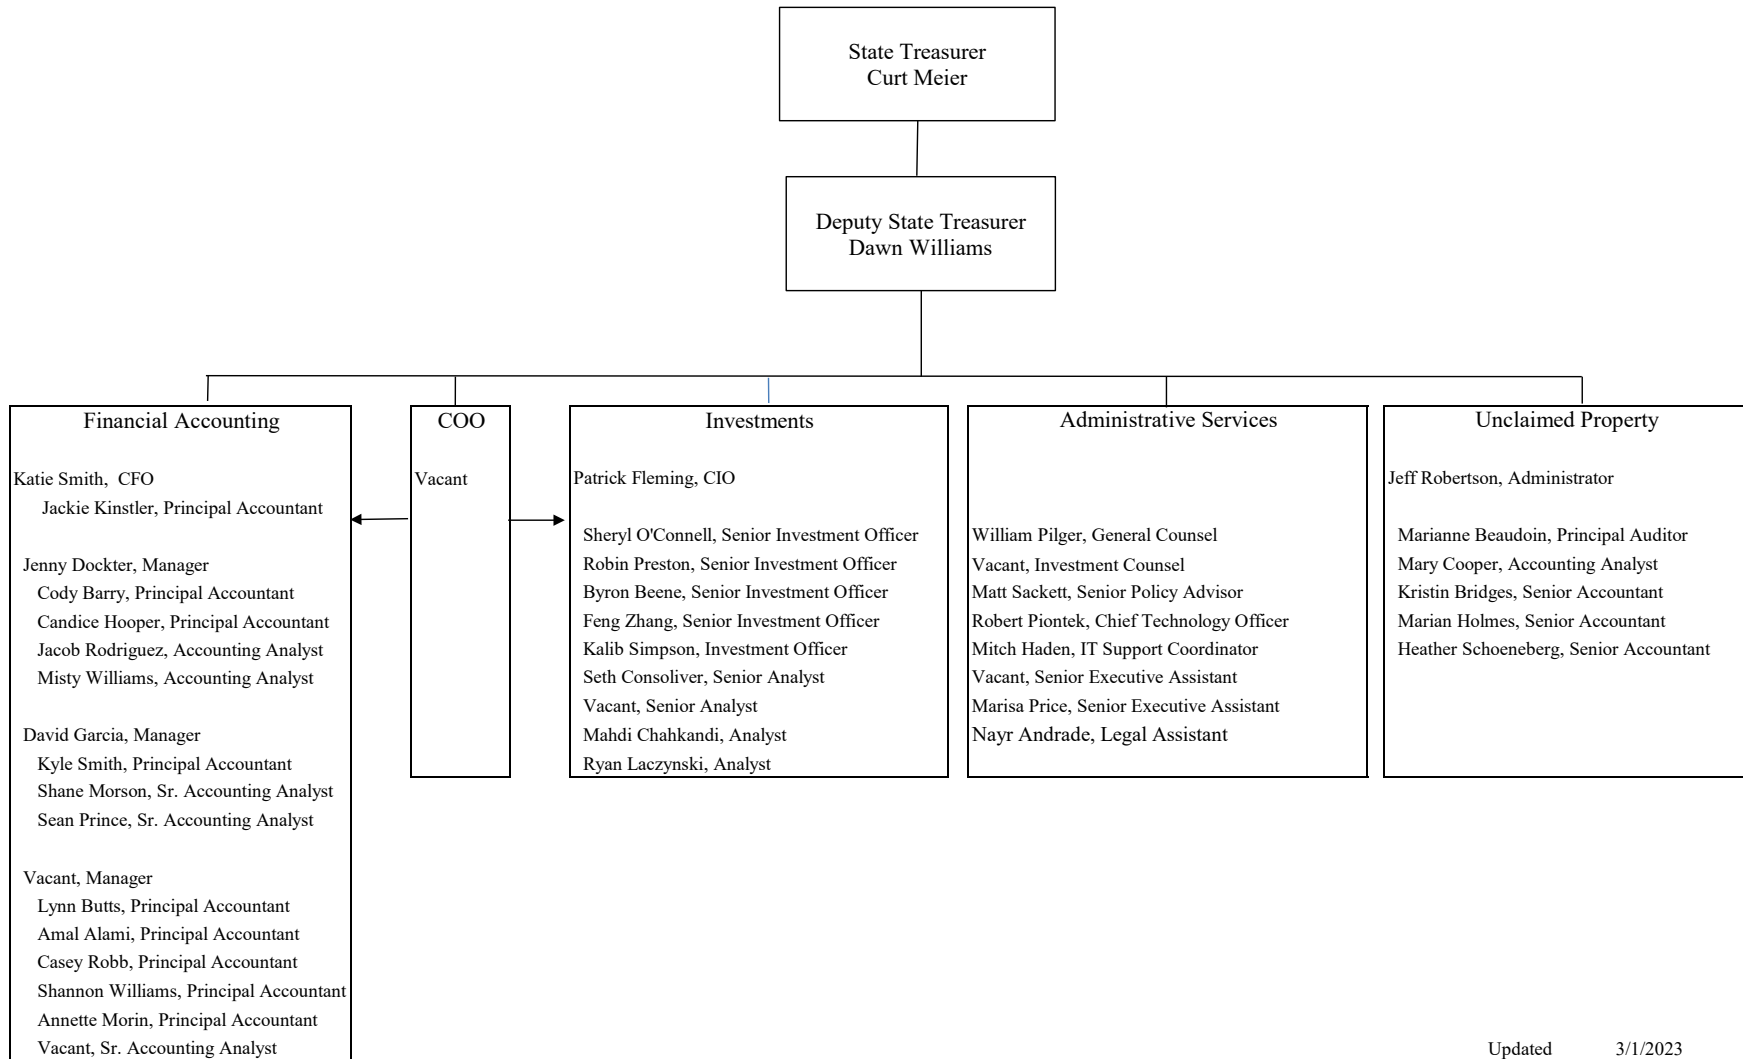 State Treasurer
Curt Meier
Deputy State Treasurer
Dawn Williams
Financial Accounting
Katie Smith,  CFO
Jackie Kinstler, Principal Accountant
Jenny Dockter, Manager
Cody Barry, Principal Accountant
Candice Hooper, Principal Accountant
Jacob Rodriguez, Accounting Analyst
Misty Williams, Accounting Analyst
David Garcia, Manager
Kyle Smith, Principal Accountant
Shane Morson, Sr. Accounting Analyst
Sean Prince, Sr. Accounting Analyst
Vacant, Manager
Lynn Butts, Principal Accountant
Amal Alami, Principal Accountant
Casey Robb, Principal Accountant
Shannon Williams, Principal Accountant
Annette Morin, Principal Accountant
Vacant, Sr. Accounting Analyst
COO
Vacant
Investments
Patrick Fleming, CIO
Sheryl O'Connell, Senior Investment Officer
Robin Preston, Senior Investment Officer
Byron Beene, Senior Investment Officer
Feng Zhang, Senior Investment Officer
Kalib Simpson, Investment Officer
Seth Consoliver, Senior Analyst
Vacant, Senior Analyst
Mahdi Chahkandi, Analyst
Ryan Laczynski, Analyst
Administrative Services
William Pilger, General Counsel
Vacant, Investment Counsel
Matt Sackett, Senior Policy Advisor
Robert Piontek, Chief Technology Officer
Mitch Haden, IT Support Coordinator
Vacant, Senior Executive Assistant
Marisa Price, Senior Executive Assistant
Nayr Andrade, Legal Assistant
Unclaimed Property
Jeff Robertson, Administrator
Marianne Beaudoin, Principal Auditor
Mary Cooper, Accounting Analyst
Kristin Bridges, Senior Accountant
Marian Holmes, Senior Accountant
Heather Schoeneberg, Senior Accountant
Updated 3/1/2023